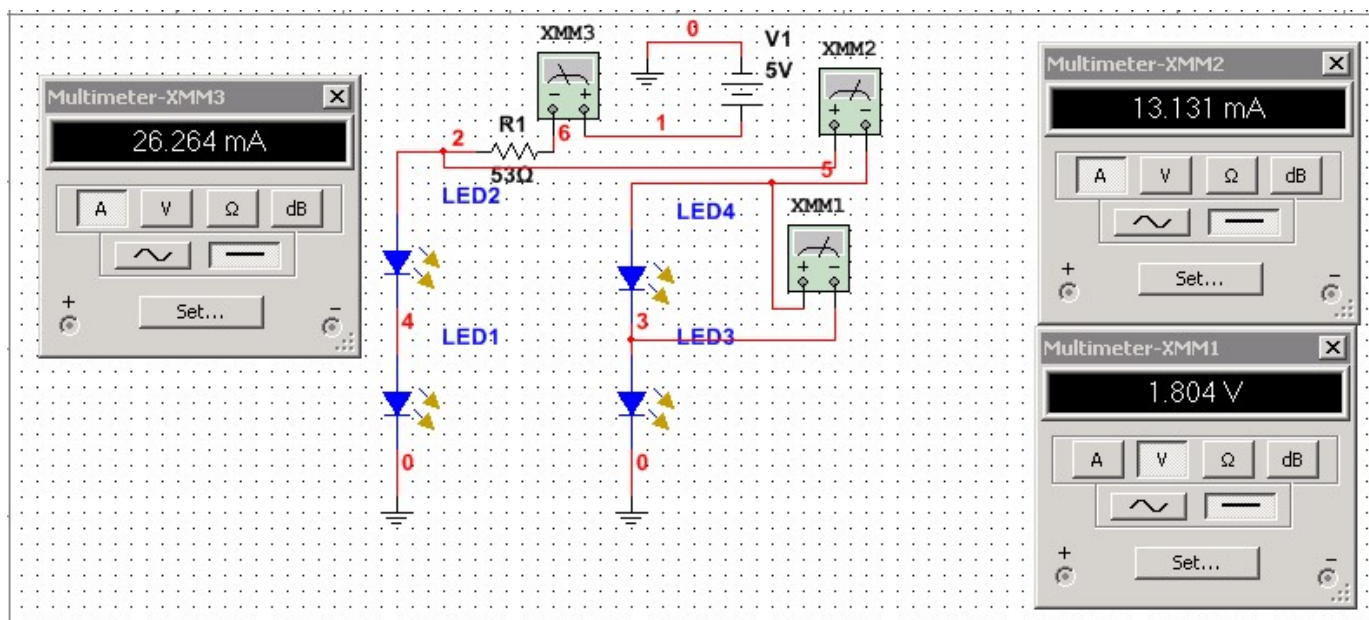 Multimeter-XMM3
X
26.264 mA
A
V
Ω
dB
Set...
+
−
XMM3
− +
0
V1
5V
XMM2
+ −
R1
6
1
2
53Ω
5
LED2
LED4
XMM1
+ −
4
3
LED1
LED3
0
0
Multimeter-XMM2
X
13.131 mA
A
V
Ω
dB
Set...
+
−
Multimeter-XMM1
X
1.804 V
A
V
Ω
dB
Set...
+
−